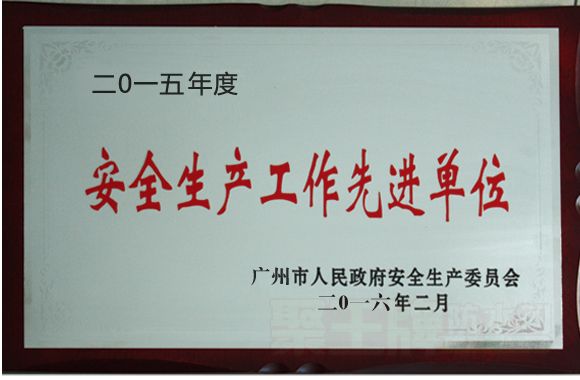 二0一五年度
安全生产工作先进单位
广州市人民政府安全生产委员会
二0一六年二月